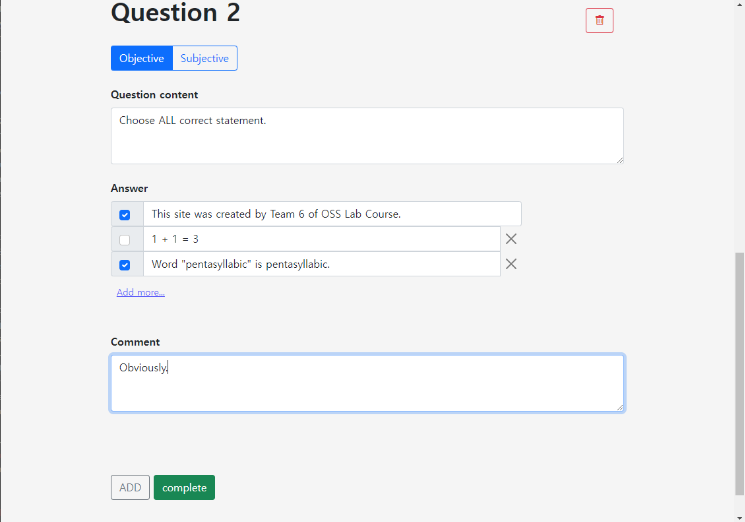 Question 2
Objective Subjective
Question content
Choose ALL correct statement.
Answer
This site was created by Team 6 of OSS Lab Course.
1 + 1 = 3
Word "pentasyllabic" is pentasyllabic.
Add more...
Comment
Obviously.
ADD complete